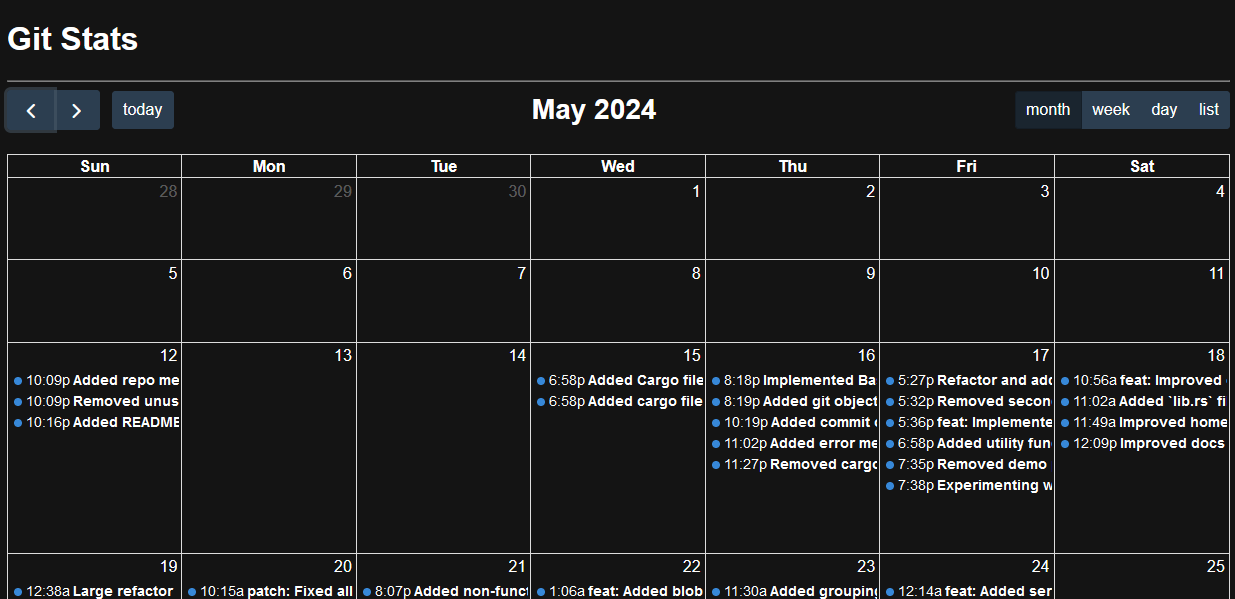 Git Stats
today
May 2024
month week day list
Sun Mon Tue Wed Thu Fri Sat
28 29 30 1 2 3 4
5 6 7 8 9 10 11
12 13 14 15 16 17 18
10:09p Added repo me
10:09p Removed unus
10:16p Added README
6:58p Added Cargo file
6:58p Added cargo file
8:18p Implemented Ba
8:19p Added git object
10:19p Added commit
11:02p Added error me
11:27p Removed cargo
5:27p Refactor and add
5:32p Removed secon
5:36p feat: Implemente
6:58p Added utility fun
7:35p Removed demo
7:38p Experimenting w
10:56a feat: Improved
11:02a Added `lib.rs` fi
11:49a Improved home
12:09p Improved docs
19 20 21 22 23 24 25
12:38a Large refactor
10:15a patch: Fixed all
8:07p Added non-funct
1:06a feat: Added blob
11:30a Added grouping
12:14a feat: Added ser